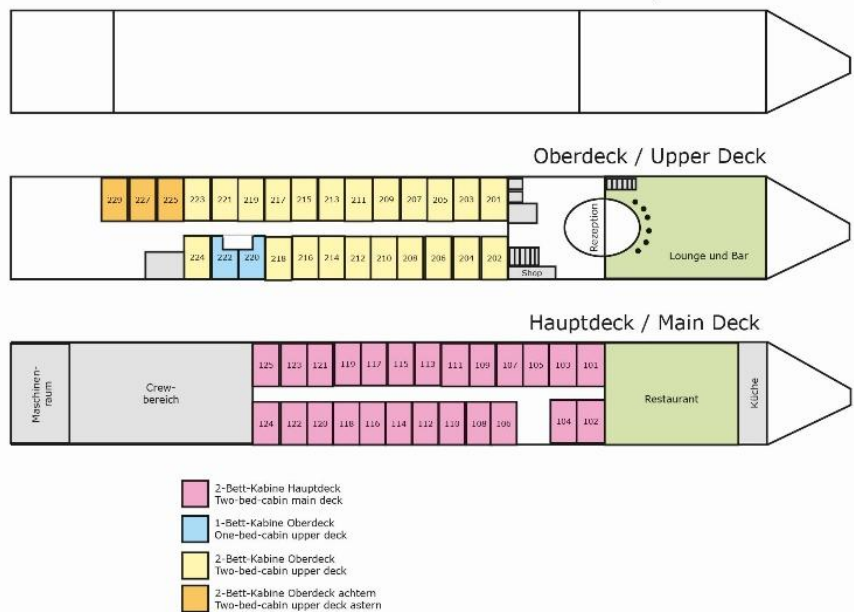 Oberdeck / Upper Deck
229 227 225 223 221 219 217 215 213 211 209 207 205 203 201
Rezeption
Lounge und Bar
224 222 220 218 216 214 212 210 208 206 204 202
Shop
Hauptdeck / Main Deck
Maschinen-
raum
Crew-
bereich
125 123 121 119 117 115 113 111 109 107 105 103 101
124 122 120 118 116 114 112 110 108 106 104 102
Restaurant
Küche
2-Bett-Kabine Hauptdeck
Two-bed-cabin main deck
1-Bett-Kabine Oberdeck
One-bed-cabin upper deck
2-Bett-Kabine Oberdeck
Two-bed-cabin upper deck
2-Bett-Kabine Oberdeck achtern
Two-bed-cabin upper deck astern